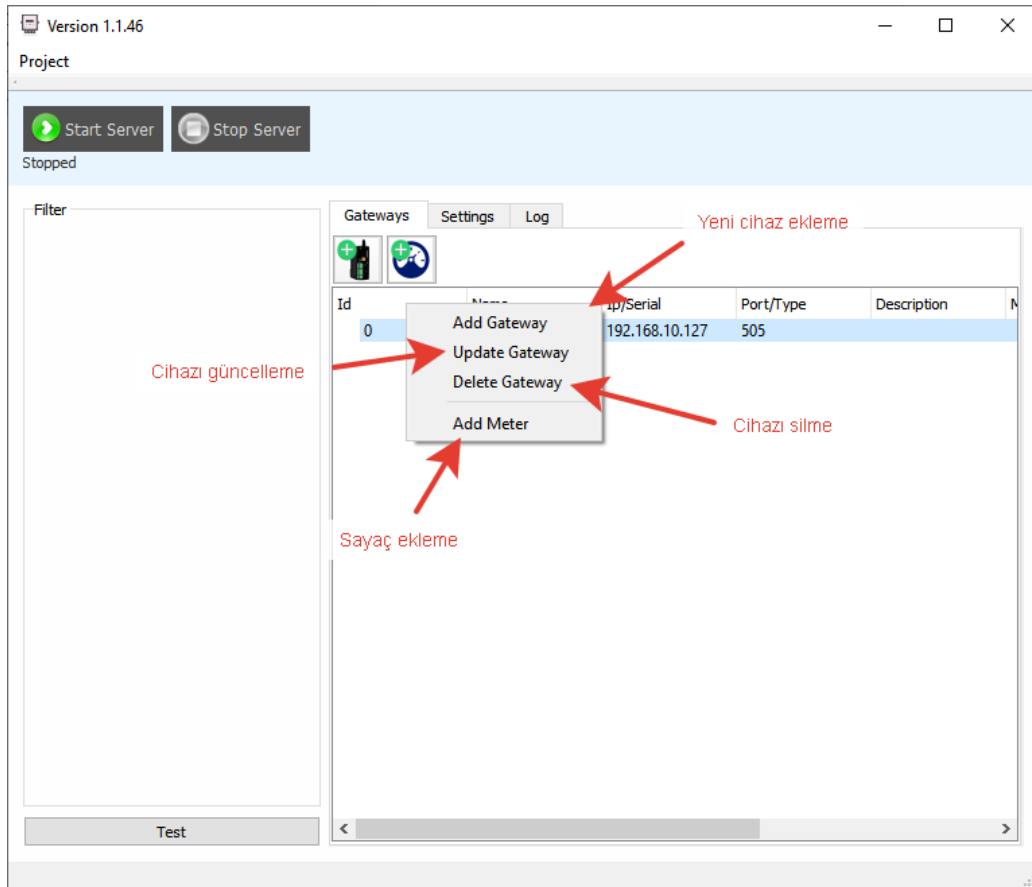 Version 1.1.46
Project
Start Server
Stop Server
Stopped
Filter
Gateways
Settings
Log
Yeni cihaz ekleme
Id
Name
Ip/Serial
Port/Type
Description
0
192.168.10.127
505
Add Gateway
Update Gateway
Delete Gateway
Add Meter
Cihazı güncelleme
Cihazı silme
Sayaç ekleme
Test